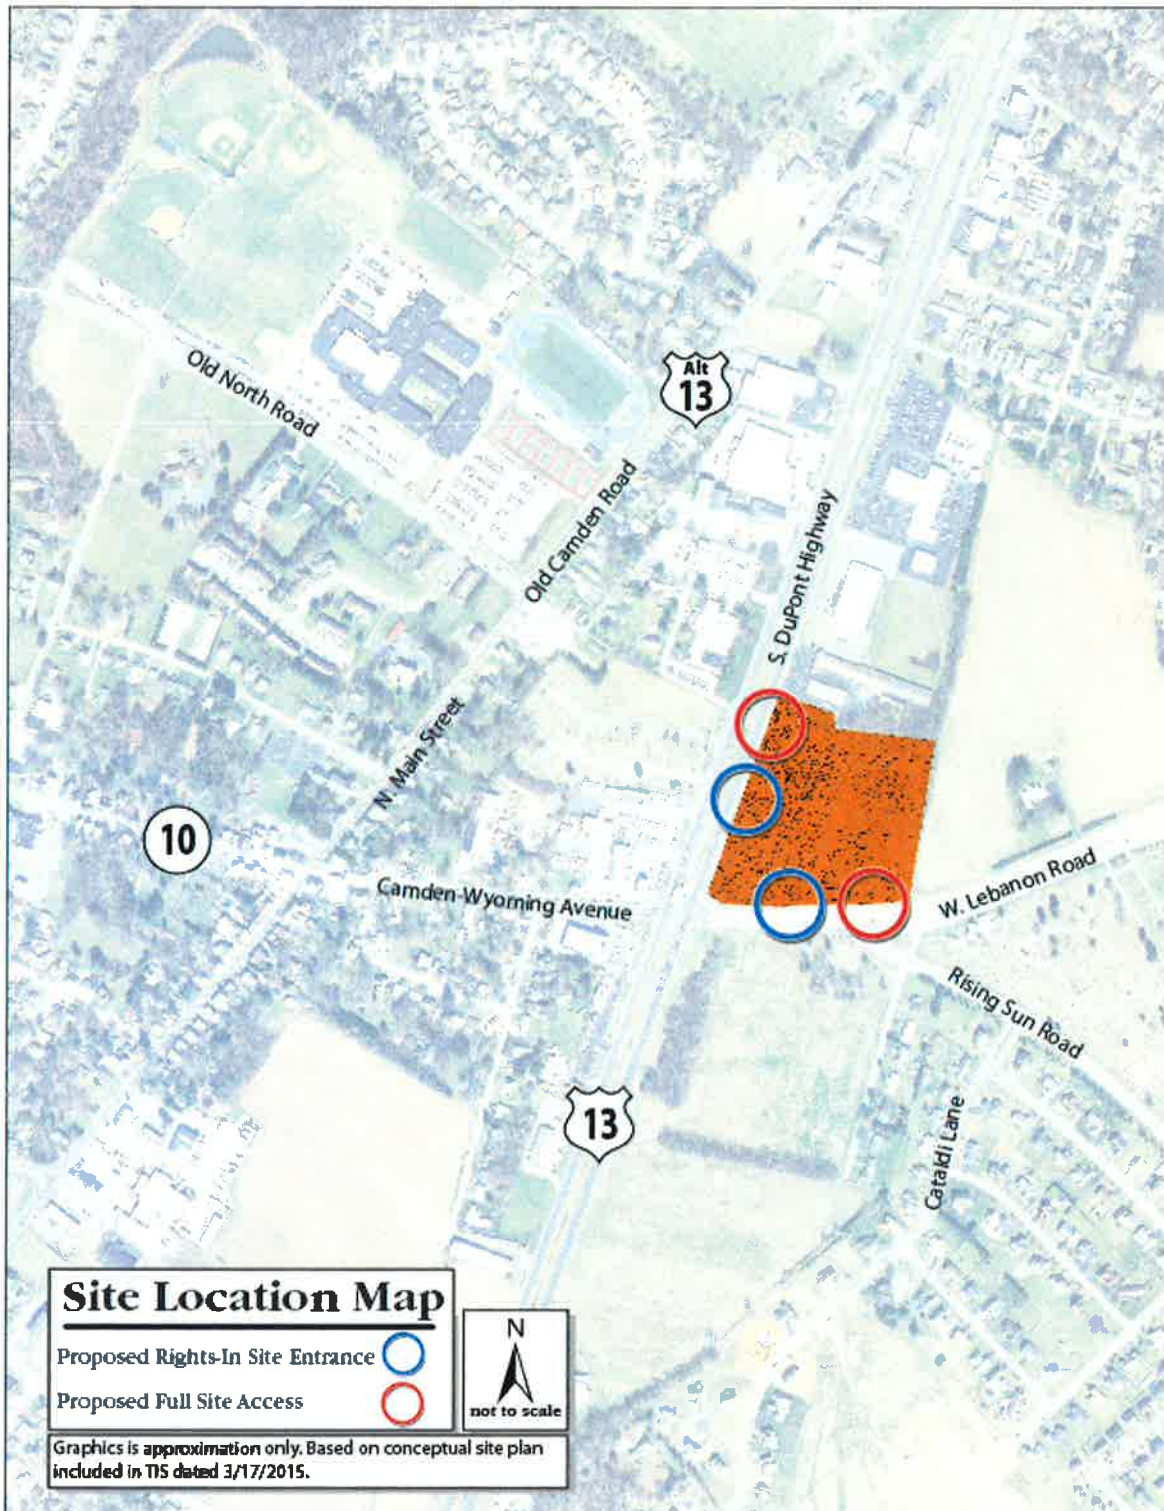 Alt
13
Old North Road
Old Camden Road
S. DuPont Highway
N. Main Street
10
Camden-Wyoming Avenue
W. Lebanon Road
Rising Sun Road
13
Cataldi Lane
Site Location Map
Proposed Rights-In Site Entrance
Proposed Full Site Access
N
not to scale
Graphics is approximation only. Based on conceptual site plan
included in TIS dated 3/17/2015.